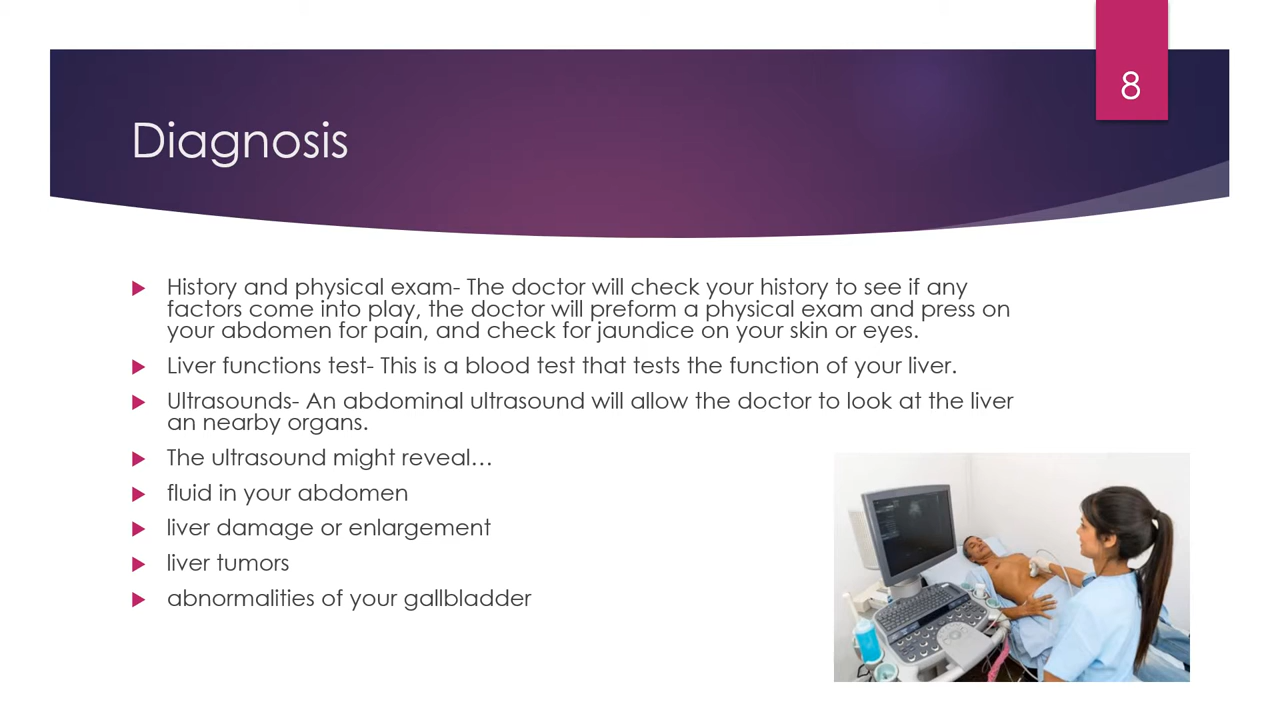 8
Diagnosis
History and physical exam- The doctor will check your history to see if any
factors come into play, the doctor will preform a physical exam and press on
your abdomen for pain, and check for jaundice on your skin or eyes.
Liver functions test- This is a blood test that tests the function of your liver.
Ultrasounds- An abdominal ultrasound will allow the doctor to look at the liver
an nearby organs.
The ultrasound might reveal…
fluid in your abdomen
liver damage or enlargement
liver tumors
abnormalities of your gallbladder